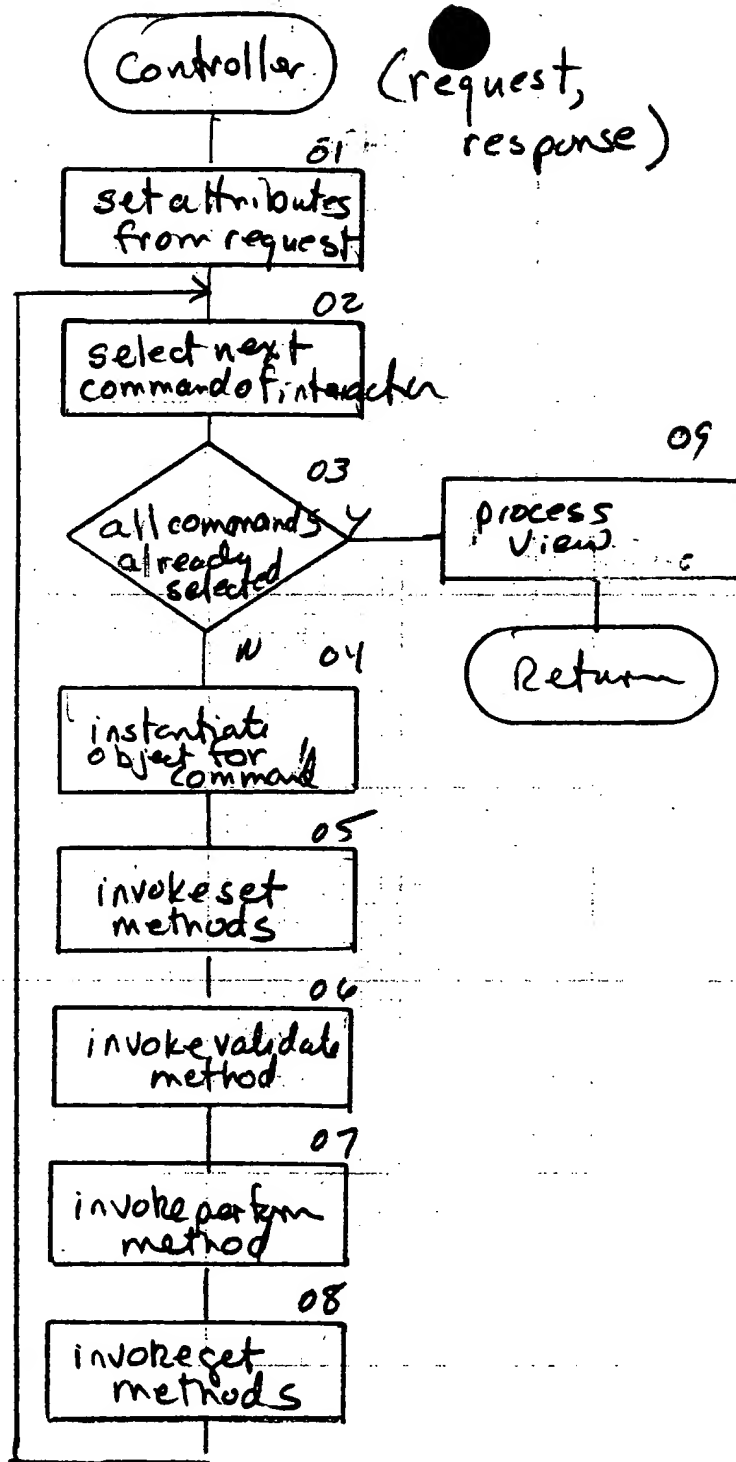 Controller
(request,
response)
01
set attributes
from request
02
select next
command of interaction
03
all commands
already
selected
Y
09
process
view
Return
N
04
instantiate
object for
command
05
invoke set
methods
06
invoke validate
method
07
invoke perform
method
08
invoke get
methods